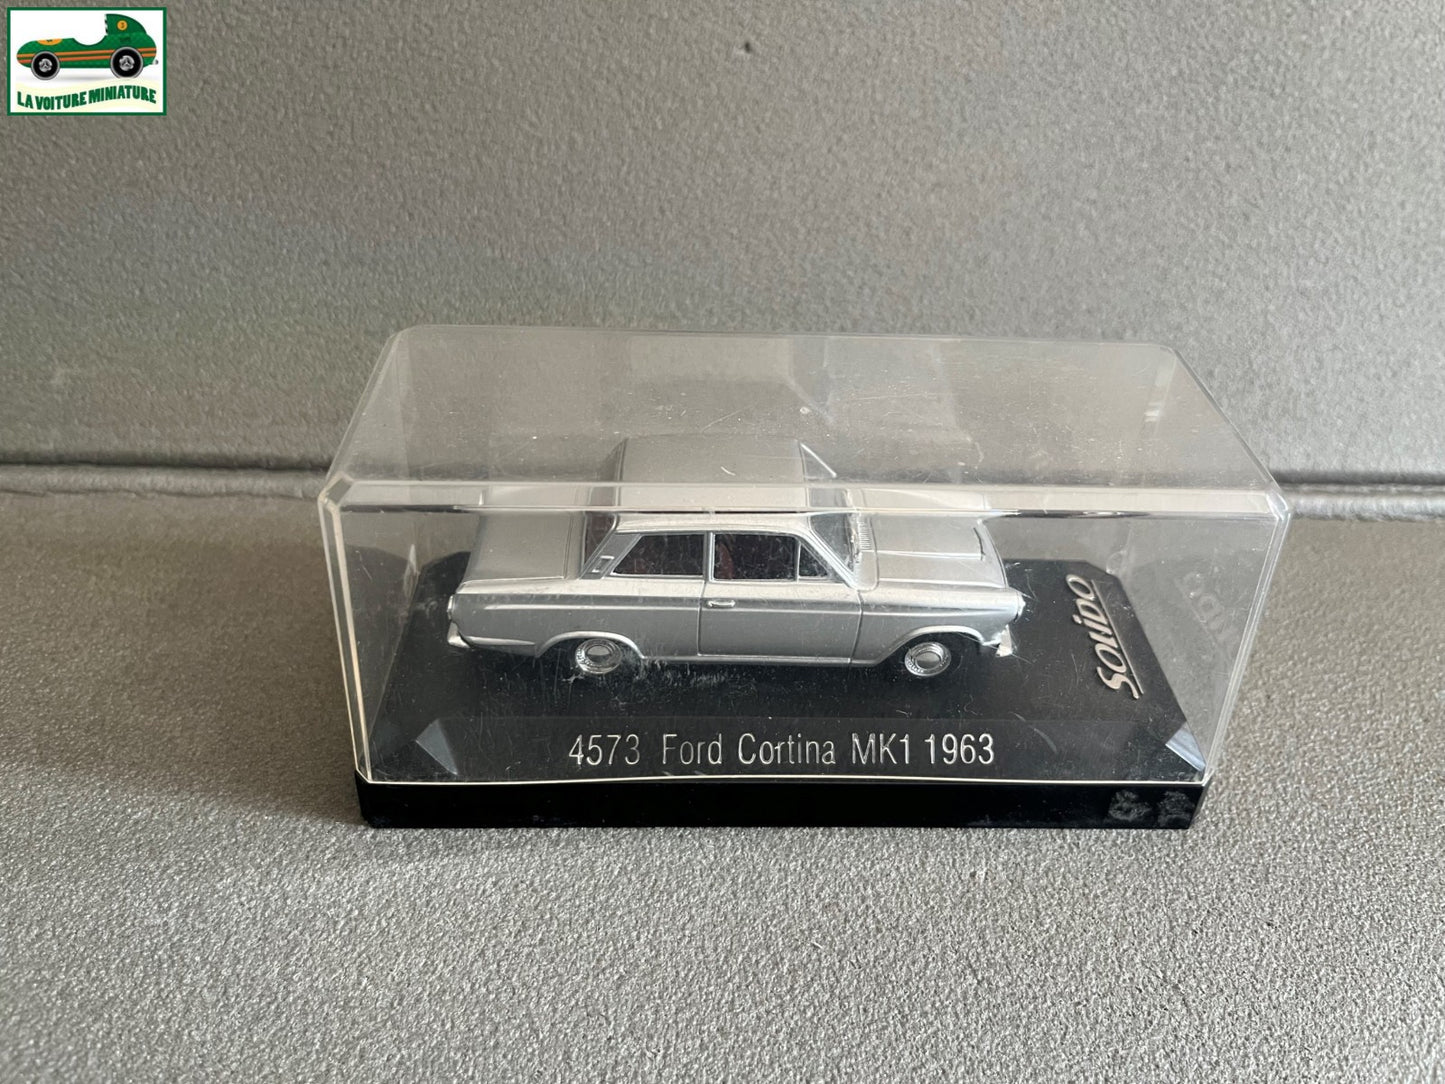 LA VOITURE MINIATURE
SOLIDO
4573 Ford Cortina MK1 1963